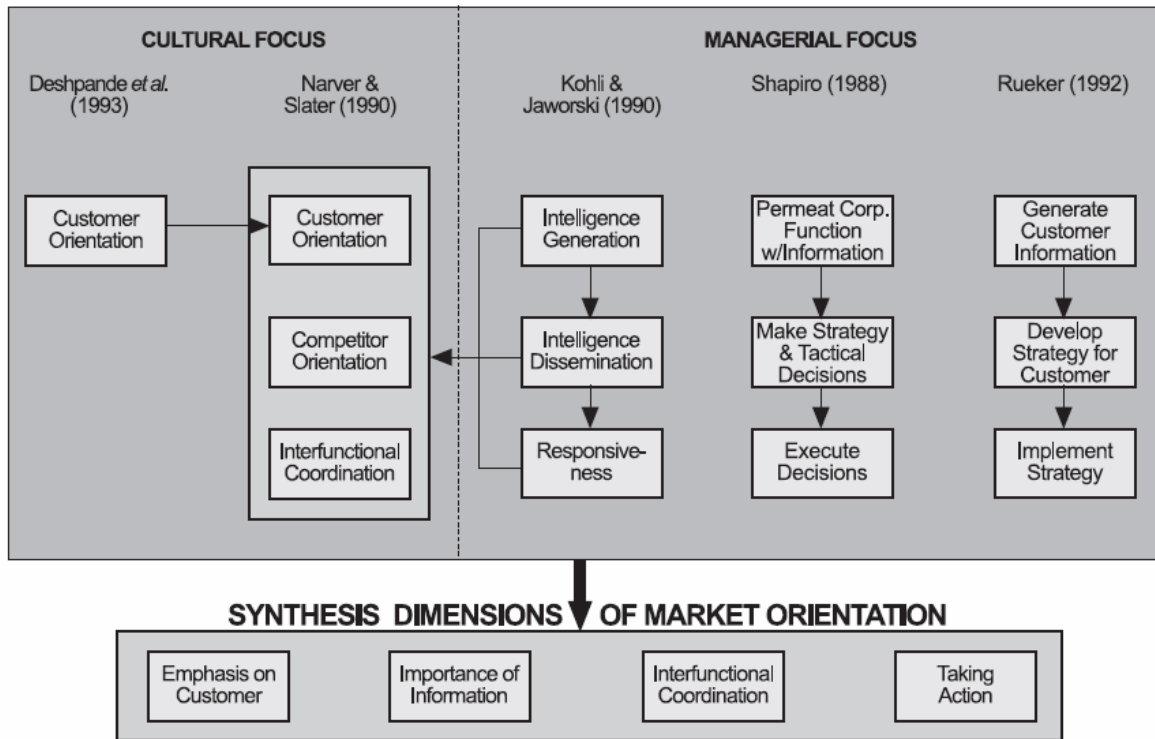 CULTURAL FOCUS
MANAGERIAL FOCUS
Deshpande et al.
(1993)
Narver &
Slater (1990)
Kohli &
Jaworski (1990)
Shapiro (1988)
Rueker (1992)
Customer
Orientation
Customer
Orientation
Intelligence
Generation
Permeat Corp.
Function
w/Information
Generate
Customer
Information
Competitor
Orientation
Intelligence
Dissemination
Make Strategy
& Tactical
Decisions
Develop
Strategy for
Customer
Interfunctional
Coordination
Responsive-
ness
Execute
Decisions
Implement
Strategy
SYNTHESIS DIMENSIONS OF MARKET ORIENTATION
Emphasis on
Customer
Importance of
Information
Interfunctional
Coordination
Taking
Action